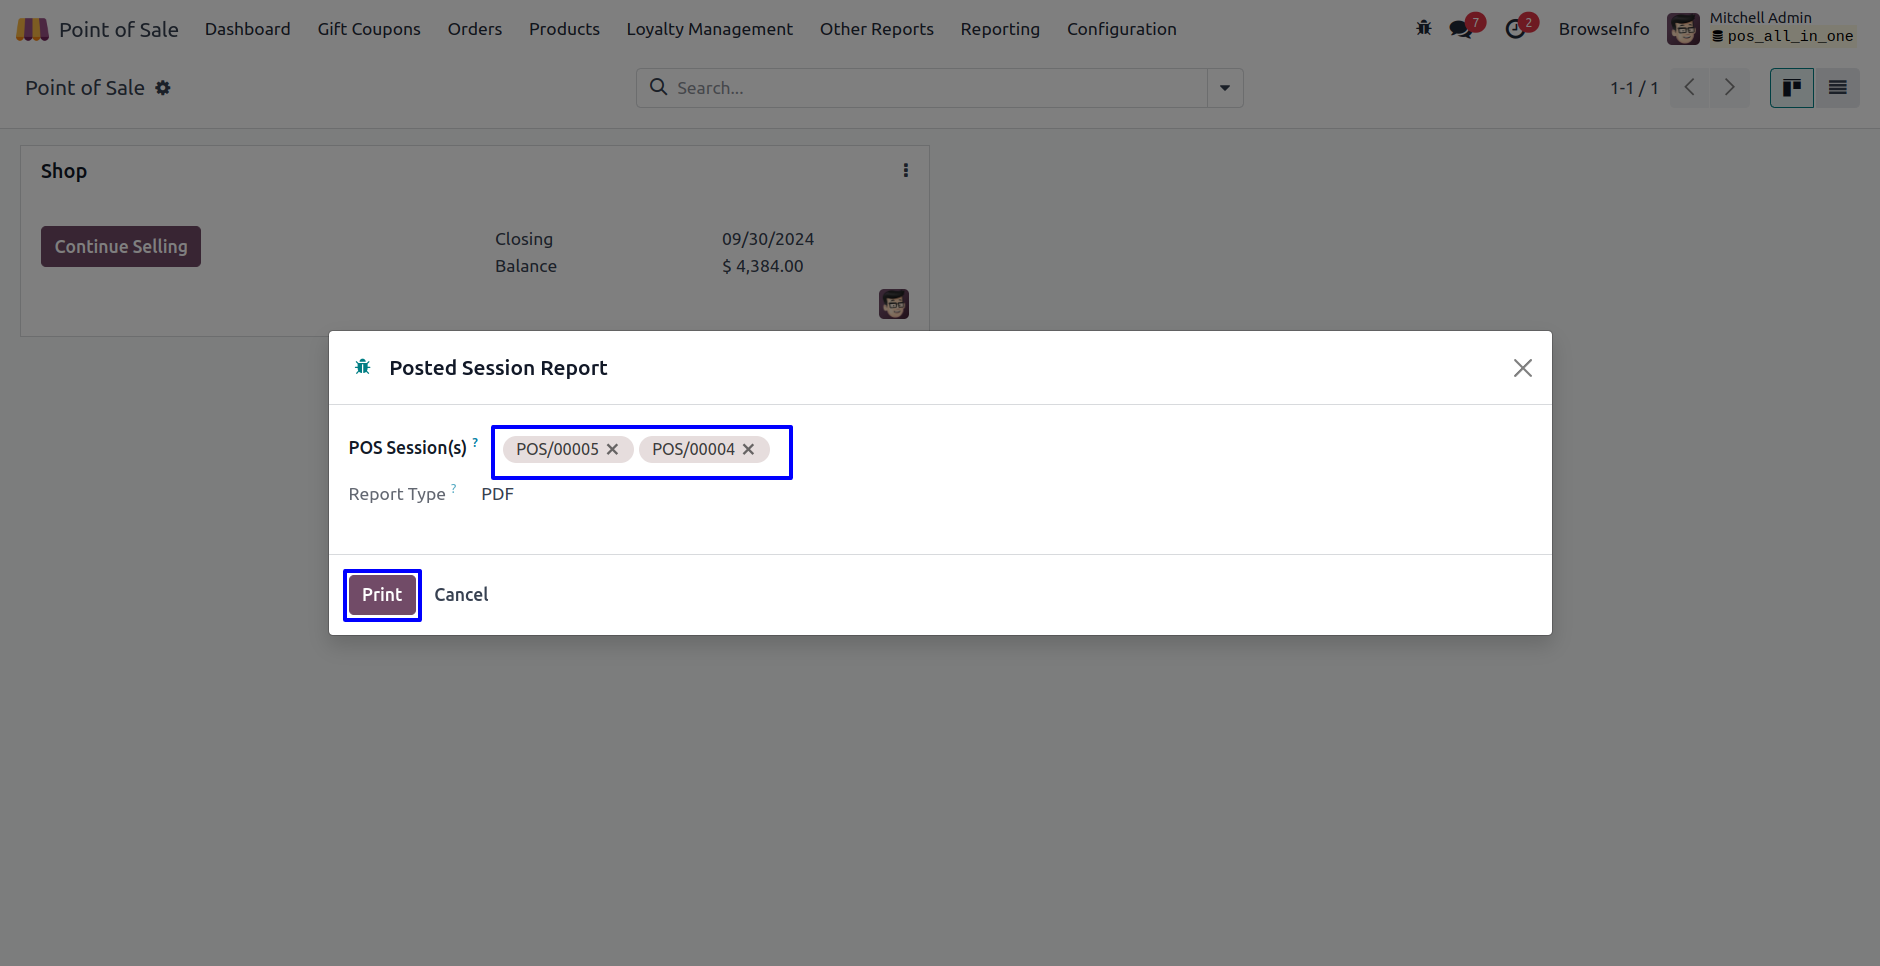 Point of Sale Dashboard Gift Coupons Orders Products Loyalty Management Other Reports Reporting Configuration 7 2 BrowseInfo Mitchell Admin
pos_all_in_one
Point of Sale Search... 1-1 / 1
Shop
Continue Selling Closing 09/30/2024
Balance $ 4,384.00
Posted Session Report
POS Session(s) ? POS/00005 POS/00004
Report Type ? PDF
Print Cancel